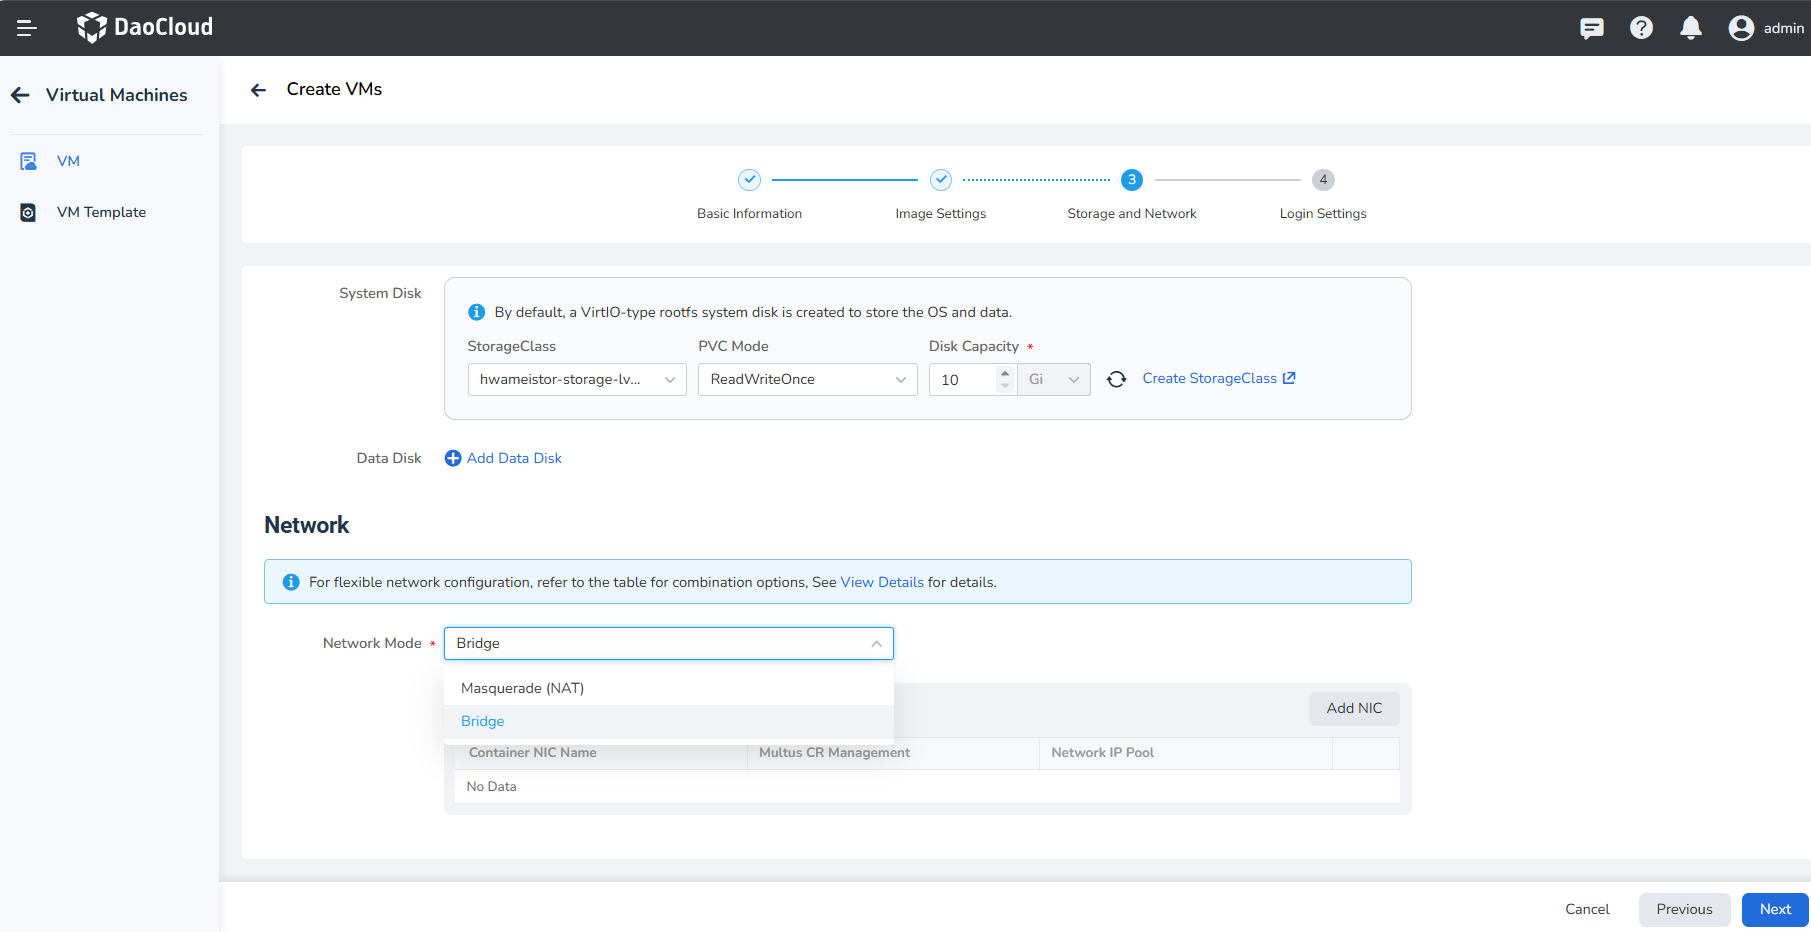 DaoCloud
admin
Virtual Machines
VM
VM Template
Create VMs
3
4
Basic Information
Image Settings
Storage and Network
Login Settings
System Disk
By default, a VirtIO-type rootfs system disk is created to store the OS and data.
StorageClass
PVC Mode
Disk Capacity *
hwameistor-storage-lv...
ReadWriteOnce
10
Gi
Create StorageClass
Data Disk
Add Data Disk
Network
For flexible network configuration, refer to the table for combination options, See View Details for details.
Network Mode *
Bridge
Masquerade (NAT)
Bridge
Add NIC
Container NIC Name
Multus CR Management
Network IP Pool
No Data
Cancel
Previous
Next